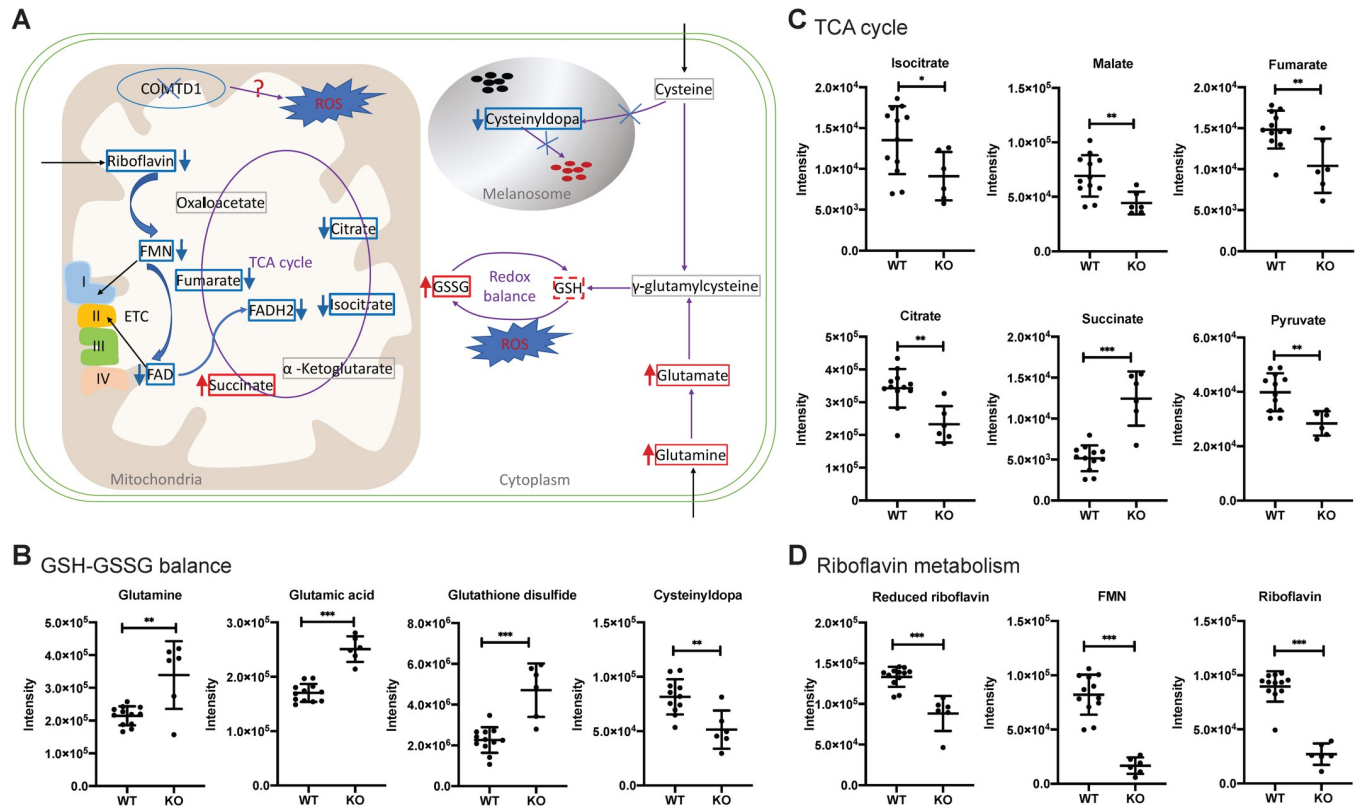 A
COMTD1
?
ROS
Riboflavin
Oxaloacetate
Citrate
FMN
TCA cycle
Fumarate
I
FADH2
Isocitrate
II
ETC
III
IV
FAD
α -Ketoglutarate
Succinate
Mitochondria
Cysteine
Cysteinyldopa
Melanosome
GSSG
Redox
balance
GSH
γ-glutamylcysteine
ROS
Glutamate
Glutamine
Cytoplasm
B GSH-GSSG balance
Glutamine
**
5.0×10⁵
4.0×10⁵
3.0×10⁵
2.0×10⁵
1.0×10⁵
0.0
Intensity
WT KO
Glutamic acid
***
3.0×10⁵
2.0×10⁵
1.0×10⁵
0.0
Intensity
WT KO
Glutathione disulfide
***
8.0×10⁶
6.0×10⁶
4.0×10⁶
2.0×10⁶
0.0
Intensity
WT KO
Cysteinyldopa
**
1.5×10⁵
1.0×10⁵
5.0×10⁴
0.0
Intensity
WT KO
C TCA cycle
Isocitrate
*
2.0×10⁴
1.5×10⁴
1.0×10⁴
5.0×10³
0.0
Intensity
WT KO
Malate
**
1.5×10⁵
1.0×10⁵
5.0×10⁴
0.0
Intensity
WT KO
Fumarate
**
2.0×10⁴
1.5×10⁴
1.0×10⁴
5.0×10³
0.0
Intensity
WT KO
Citrate
**
5×10⁵
4×10⁵
3×10⁵
2×10⁵
1×10⁵
0
Intensity
WT KO
Succinate
***
2.0×10⁴
1.5×10⁴
1.0×10⁴
5.0×10³
0.0
Intensity
WT KO
Pyruvate
**
6.0×10⁴
4.0×10⁴
2.0×10⁴
0.0
Intensity
WT KO
D Riboflavin metabolism
Reduced riboflavin
***
2.0×10⁵
1.5×10⁵
1.0×10⁵
5.0×10⁴
0.0
Intensity
WT KO
FMN
***
1.5×10⁵
1.0×10⁵
5.0×10⁴
0.0
Intensity
WT KO
Riboflavin
***
1.5×10⁵
1.0×10⁵
5.0×10⁴
0.0
Intensity
WT KO